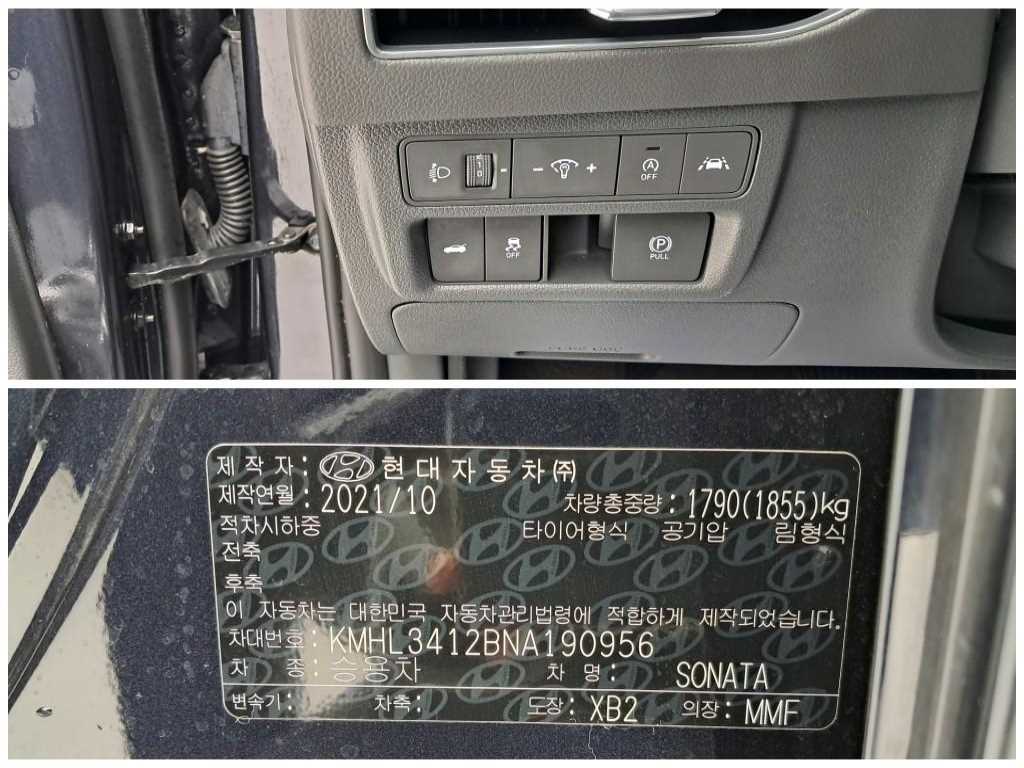 1
0
- +
OFF
OFF
PULL
제작자: 현대자동차㈜
제작연월: 2021/10 차량총중량: 1790(1855)kg
적차시하중 타이어형식 공기압 림형식
전축
후축
이 자동차는 대한민국 자동차관리법령에 적합하게 제작되었습니다.
차대번호: KMHL3412BNA190956
차 종: 승용차 차 명: SONATA
변속기: 차축: 도장: XB2 의장: MMF